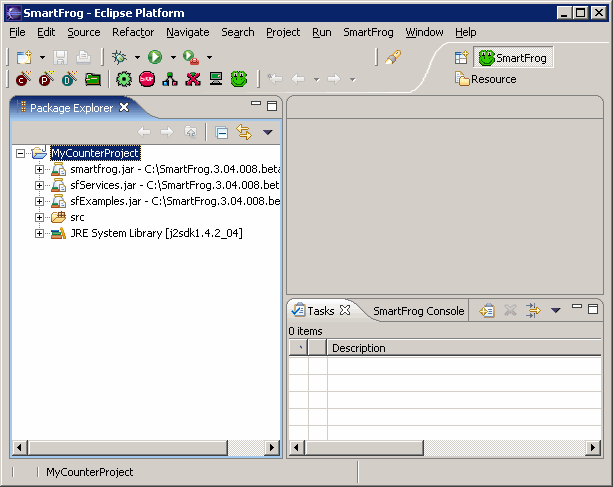 SmartFrog - Eclipse Platform
File Edit Source Refactor Navigate Search Project Run SmartFrog Window Help
SmartFrog
Resource
Package Explorer
MyCounterProject
smartfrog.jar - C:\SmartFrog.3.04.008.beta
sfServices.jar - C:\SmartFrog.3.04.008.bet
sfExamples.jar - C:\SmartFrog.3.04.008.be
src
JRE System Library [j2sdk1.4.2_04]
Tasks SmartFrog Console
0 items
Description
MyCounterProject